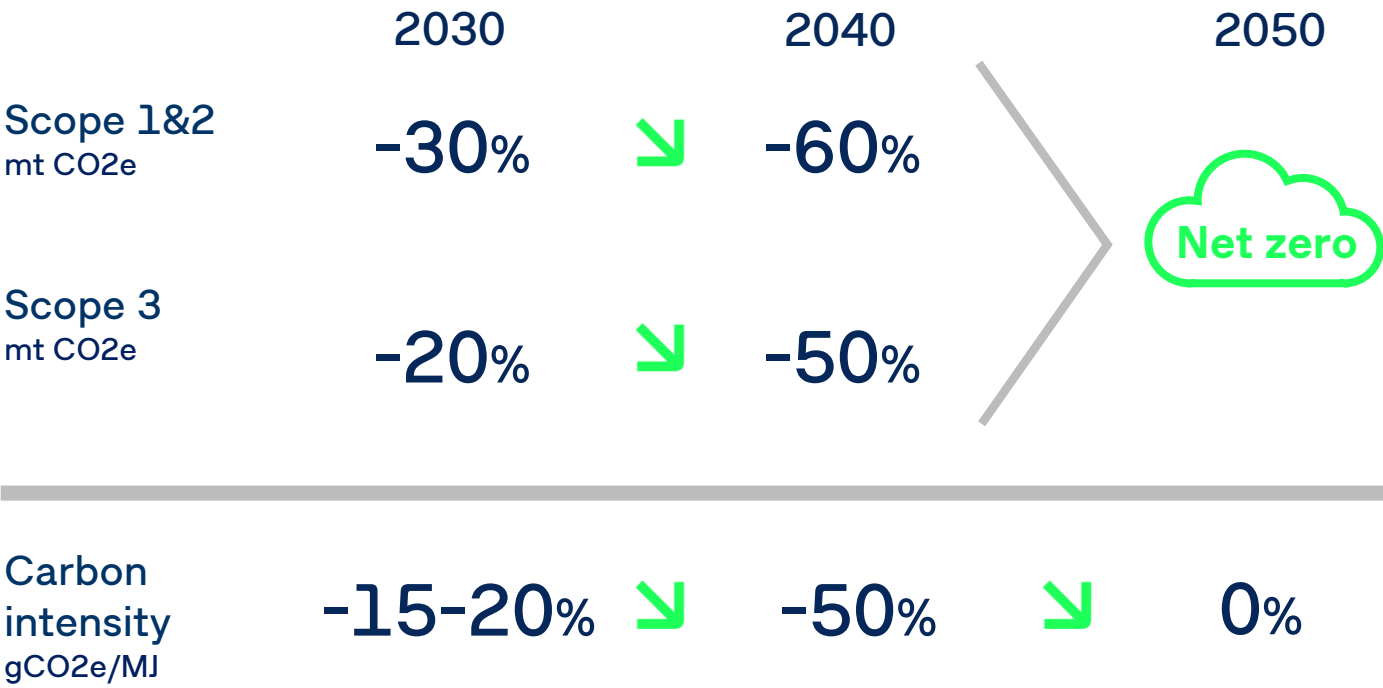 2030 2040 2050
Scope 1&2
mt CO2e
-30% -60%
Net zero
Scope 3
mt CO2e
-20% -50%
Carbon
intensity
gCO2e/MJ
-15-20% -50% 0%